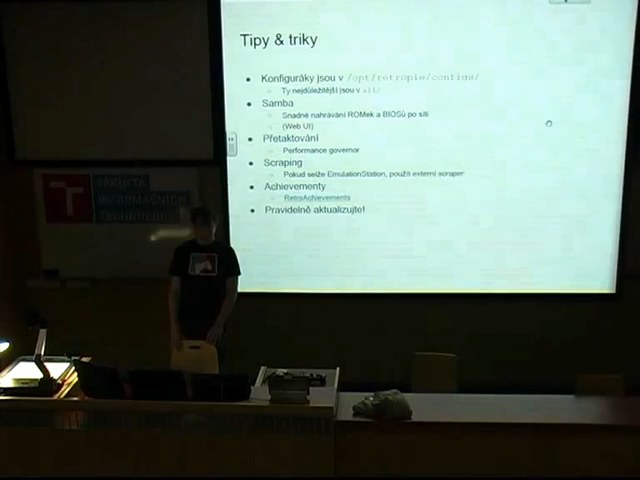 Tipy & triky
Konfiguráky jsou v /opt/retropie/configs/
Ty nejdůležitější jsou v all/
Samba
Snadné nahrávání ROMek a BIOSů po síti
(Web UI)
Přetaktování
Performance governor
Scraping
Pokud selže EmulationStation, použít externí scraper
Achievementy
RetroAchievements
Pravidelně aktualizujte!
T FAKULTA
INFORMAČNÍCH
TECHNOLOGIÍ